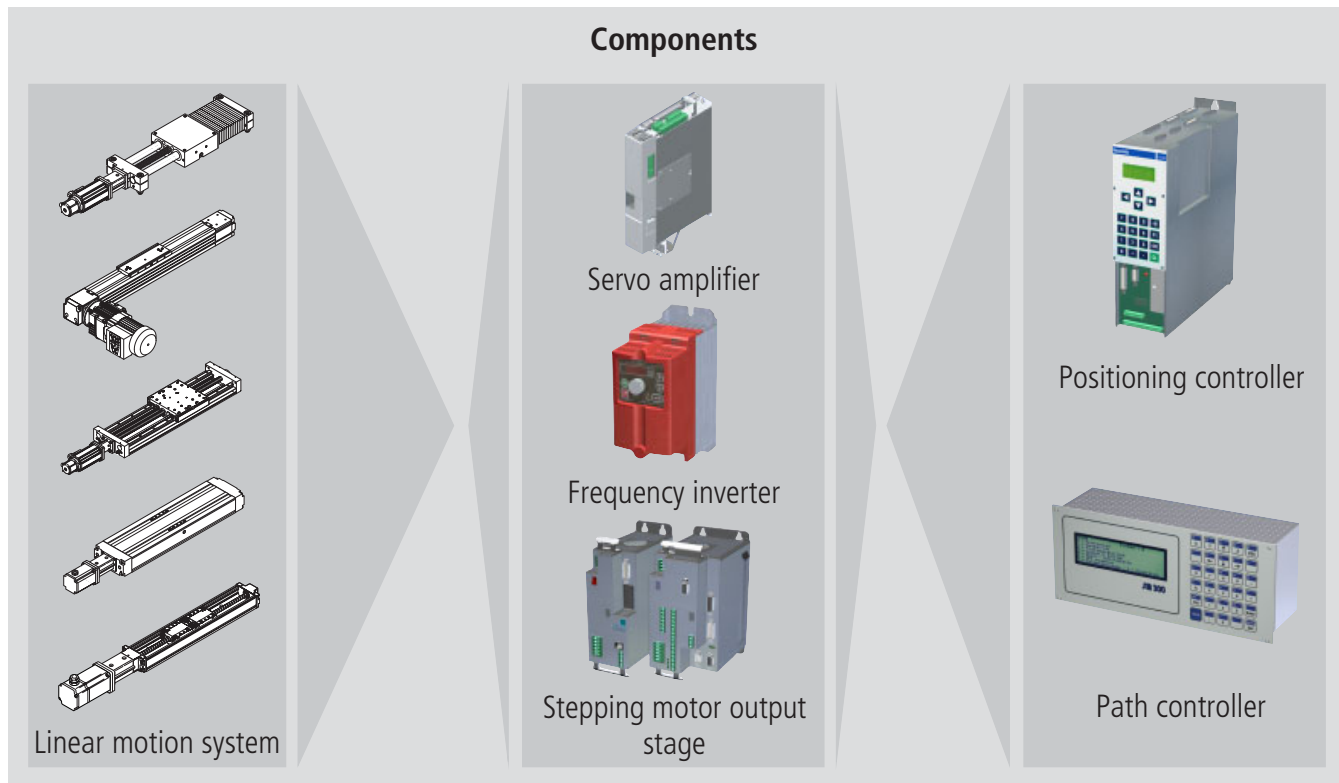 Components
Servo amplifier
Frequency inverter
Stepping motor output
stage
Linear motion system
Positioning controller
Path controller